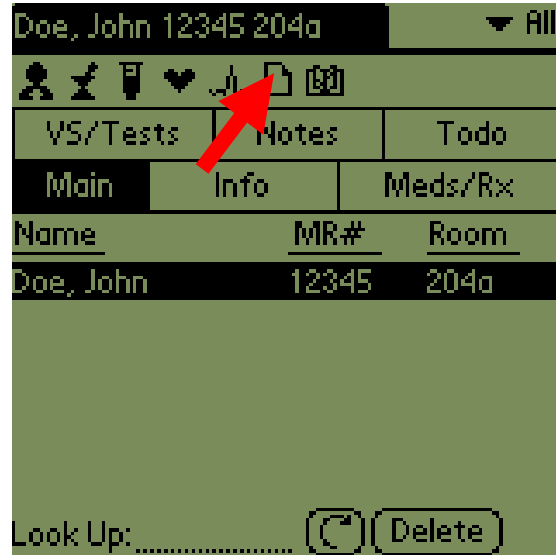 Doe, John 12345 204a All
VS/Tests Notes Todo
Main Info Meds/Rx
Name MR# Room
Doe, John 12345 204a
Look Up: Delete